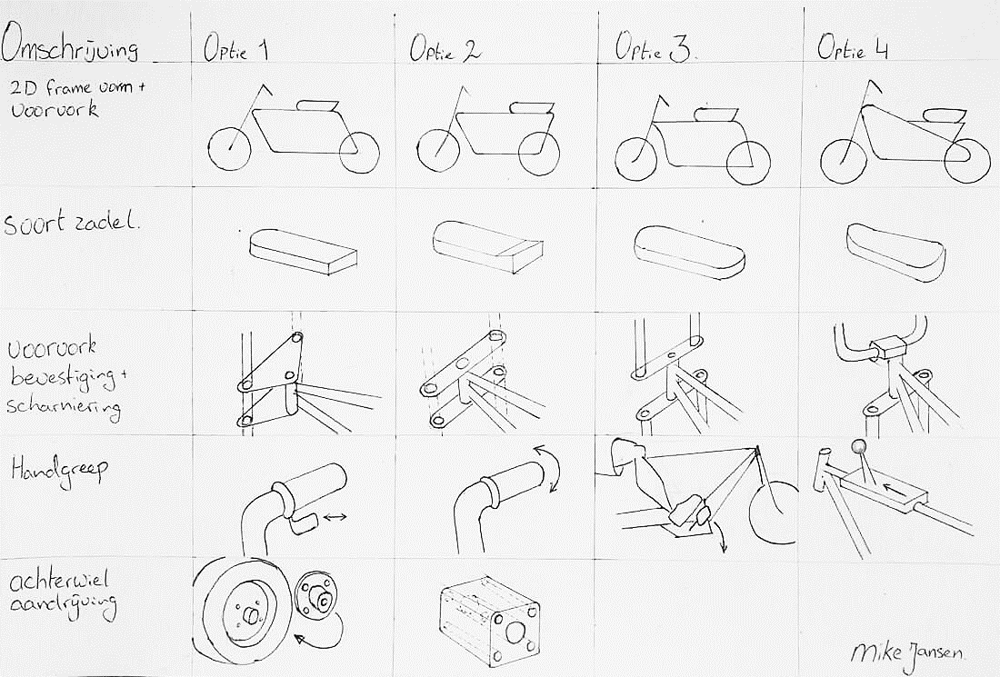 Omschrijving
Optie 1
Optie 2
Optie 3.
Optie 4
2D frame vorm +
voorvork
soort zadel.
voorvork
bevestiging +
scharniering
Handgreep
achterwiel
aandrijving
Mike Jansen.